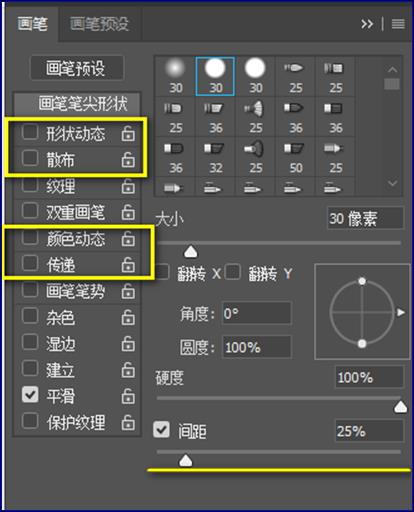 画笔 画笔预设
画笔预设
画笔笔尖形状
形状动态
散布
纹理
双重画笔
颜色动态
传递
画笔笔势
杂色
湿边
建立
平滑
保护纹理
30 30 30 25 25
25 36 25 36 36
36 32 25 50 25
大小 30 像素
翻转 X 翻转 Y
角度: 0°
圆度: 100%
硬度 100%
间距 25%